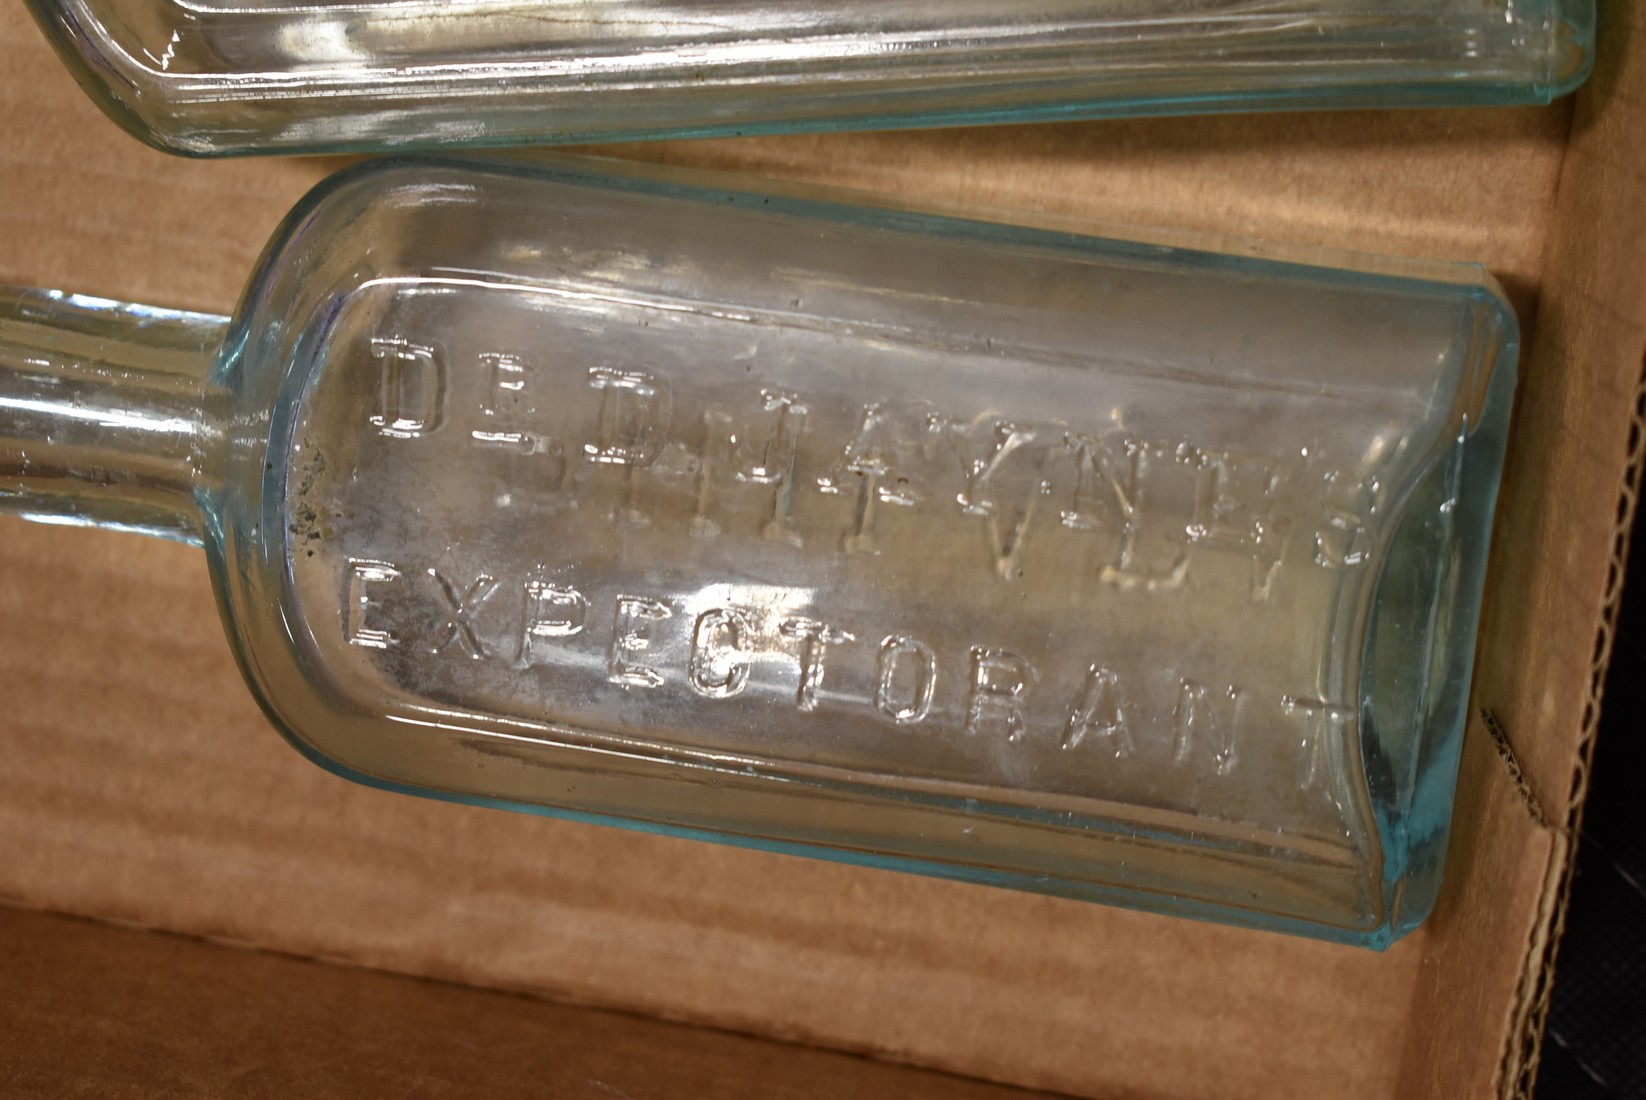 DR D. JAYNE'S
EXPECTORANT